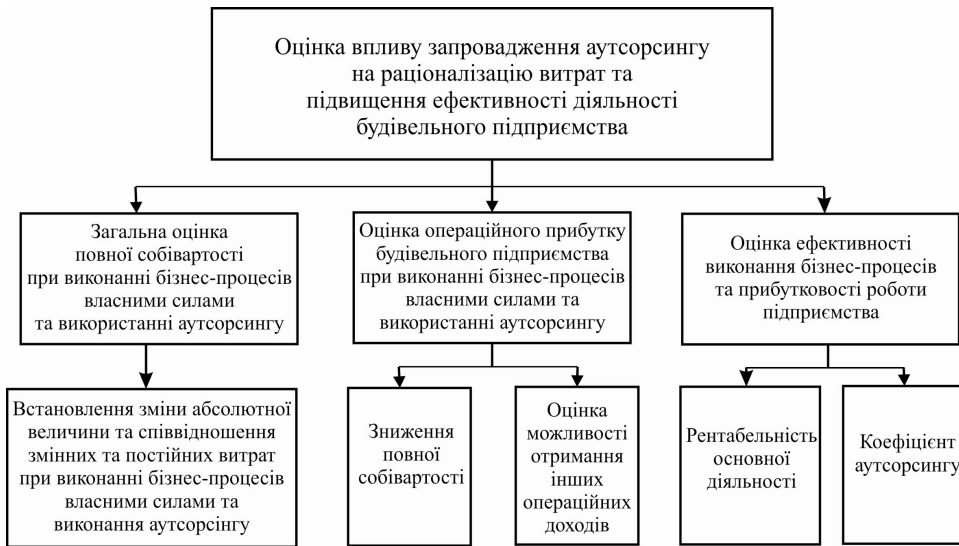 Оцінка впливу запровадження аутсорсингу
на раціоналізацію витрат та
підвищення ефективності діяльності
будівельного підприємства
Загальна оцінка
повної собівартості
при виконанні бізнес-процесів
власними силами
та використанні аутсорсингу
Оцінка операційного прибутку
будівельного підприємства
при виконанні бізнес-процесів
власними силами та
використанні аутсорсингу
Оцінка ефективності
виконання бізнес-процесів
та прибутковості роботи
підприємства
Встановлення зміни абсолютної
величини та співвідношення
змінних та постійних витрат
при виконанні бізнес-процесів
власними силами та
виконання аутсорсінгу
Зниження
повної
собівартості
Оцінка
можливості
отримання
інших
операційних
доходів
Рентабельність
основної
діяльності
Коефіцієнт
аутсорсингу